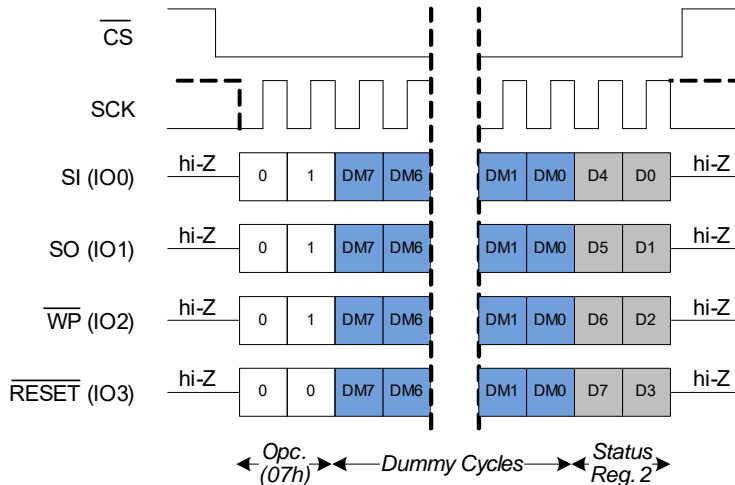 CS
SCK
SI (IO0) hi-Z 0 1 DM7 DM6 DM1 DM0 D4 D0 hi-Z
SO (IO1) hi-Z 0 1 DM7 DM6 DM1 DM0 D5 D1 hi-Z
WP (IO2) hi-Z 0 1 DM7 DM6 DM1 DM0 D6 D2 hi-Z
RESET (IO3) hi-Z 0 0 DM7 DM6 DM1 DM0 D7 D3 hi-Z
Opc. (07h)
Dummy Cycles
Status Reg. 2